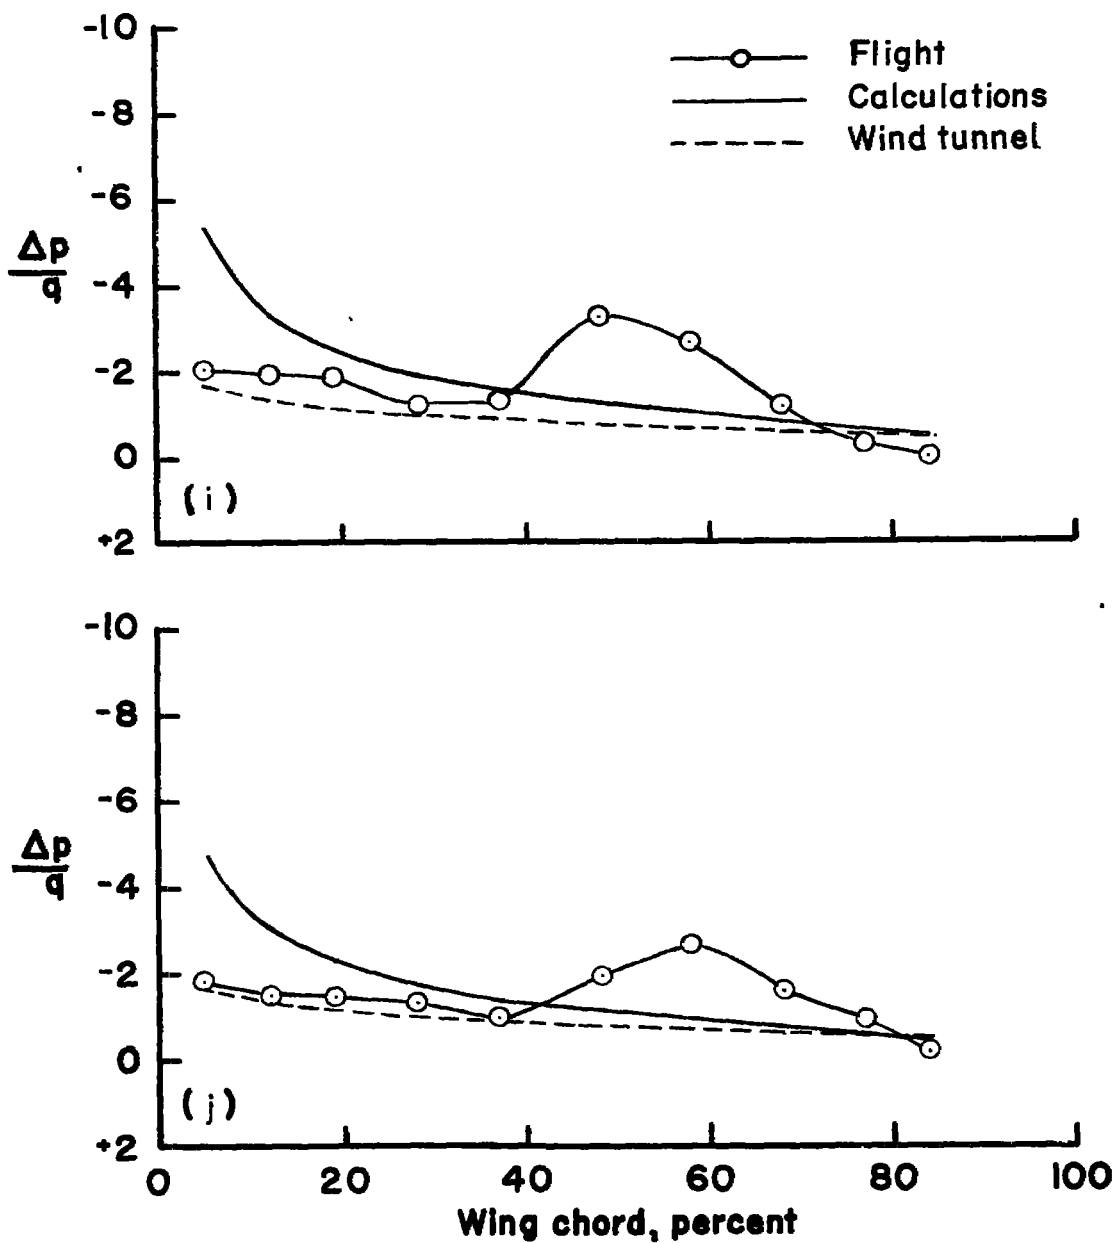 -10
Flight
Calculations
-8
Wind tunnel
-6
Δp
q
-4
-2
0
(i)
+2
-10
-8
-6
Δp
q
-4
-2
0
(j)
+2
0 20 40 60 80 100
Wing chord, percent